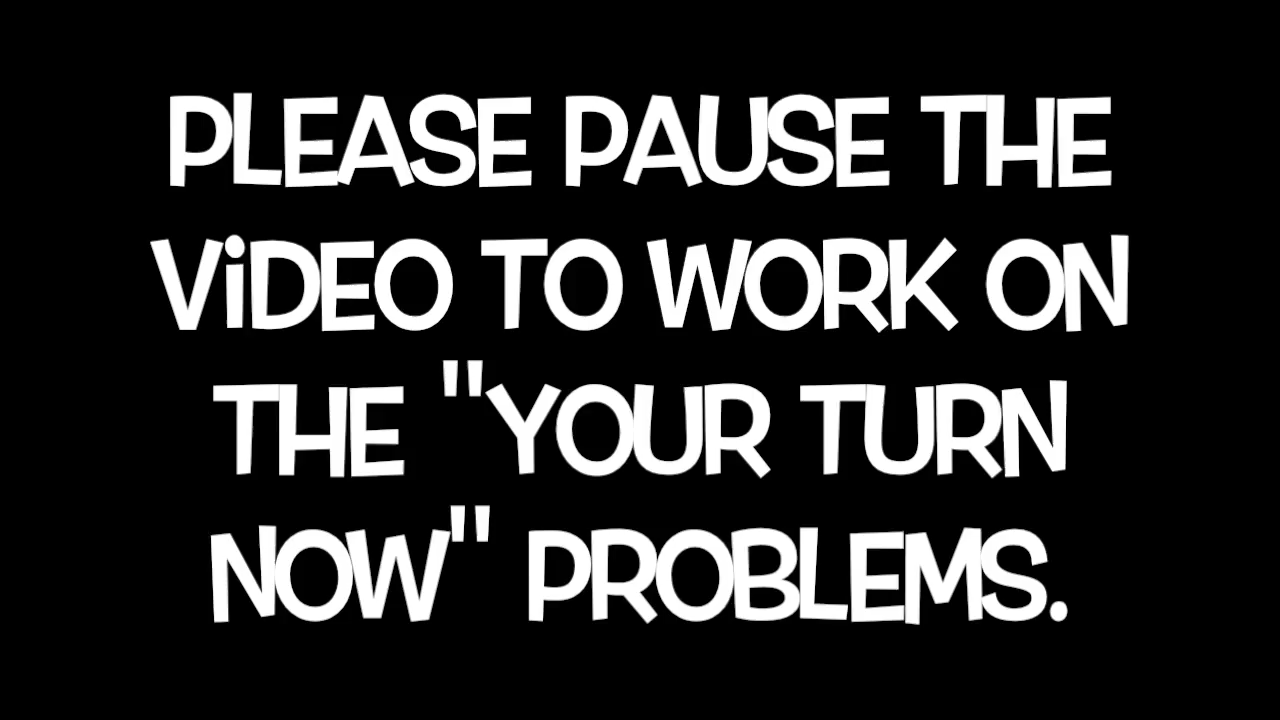 PLEASE PAUSE THE
ViDEO TO WORK ON
THE "YOUR TURN
NOW" PROBLEMS.